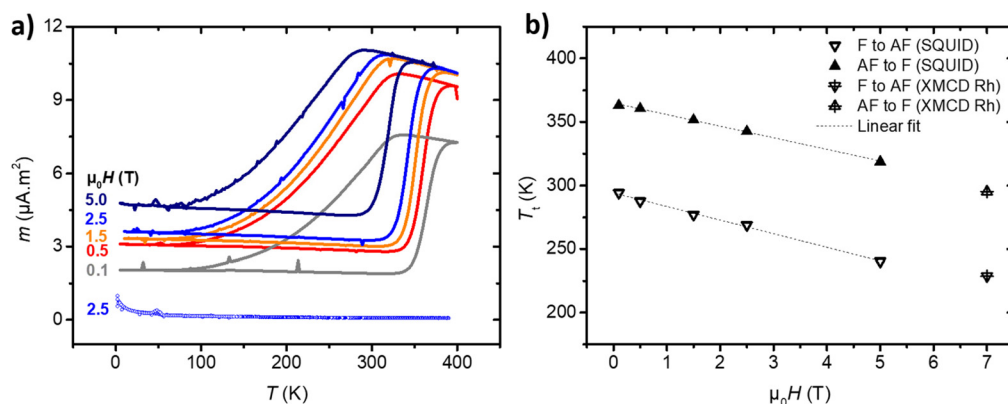 a)
12
9
6
3
0
m (µA.m²)
µ₀H (T)
5.0
2.5
1.5
0.5
0.1
2.5
0
100
200
300
400
T (K)
b)
400
350
300
250
200
Tt (K)
F to AF (SQUID)
AF to F (SQUID)
F to AF (XMCD Rh)
AF to F (XMCD Rh)
Linear fit
0
1
2
3
4
5
6
7
µ₀H (T)